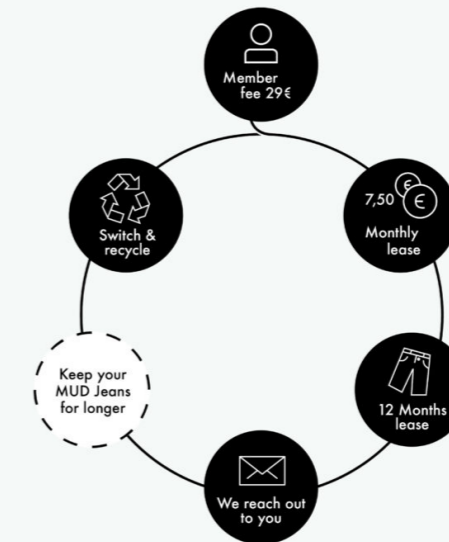 Member
fee 29€
7,50 €
Monthly
lease
12 Months
lease
We reach out
to you
Keep your
MUD Jeans
for longer
Switch &
recycle